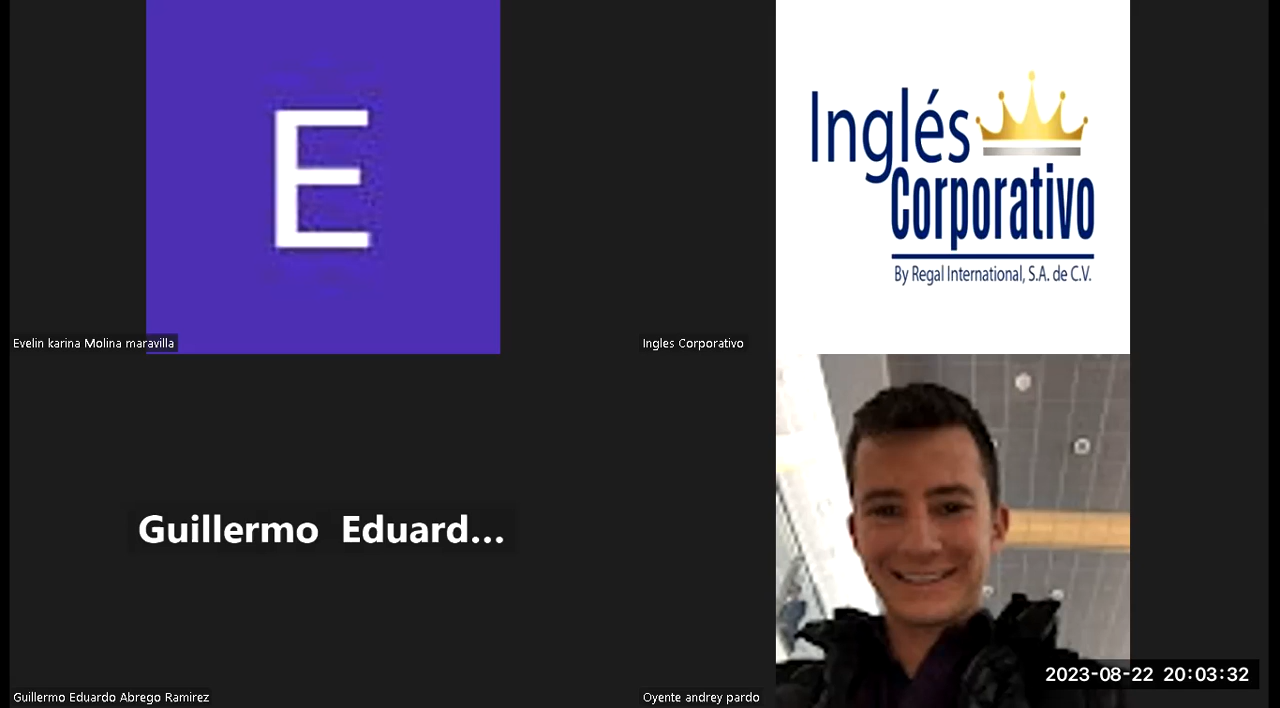 E
Evelin karina Molina maravilla
Inglés
Corporativo
By Regal International, S.A. de C.V.
Ingles Corporativo
Guillermo Eduard...
Guillermo Eduardo Abrego Ramirez
Oyente andrey pardo
2023-08-22 20:03:32